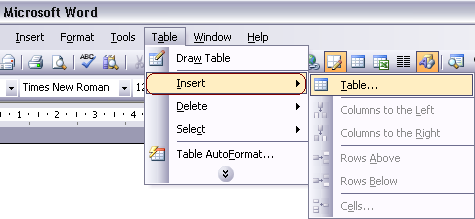 Microsoft Word
Insert Format Tools Table Window Help
Draw Table
Times New Roman 12
Insert
Table...
Delete
Columns to the Left
Select
Columns to the Right
Table AutoFormat...
Rows Above
Rows Below
Cells...